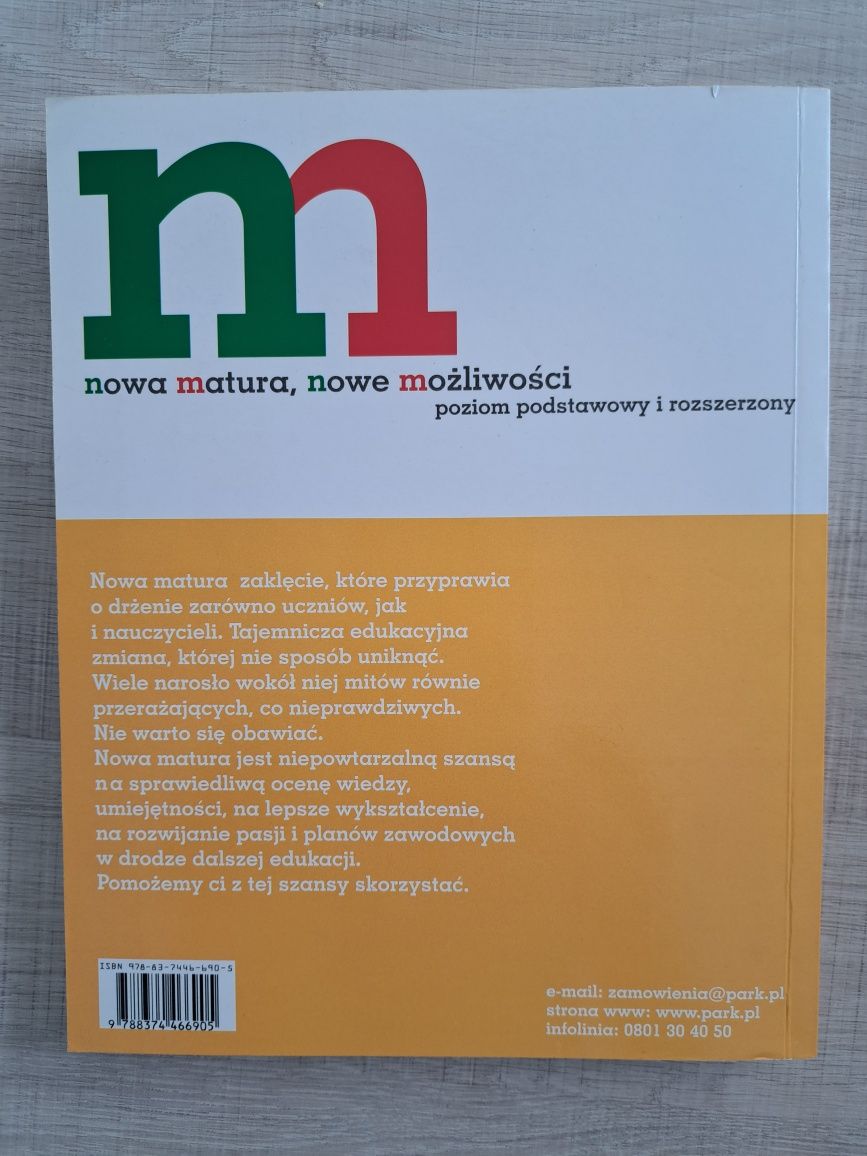 m
nowa matura, nowe możliwości
poziom podstawowy i rozszerzony
Nowa matura zaklęcie, które przyprawia
o drżenie zarówno uczniów, jak
i nauczycieli. Tajemnicza edukacyjna
zmiana, której nie sposób uniknąć.
Wiele narosło wokół niej mitów równie
przerażających, co nieprawdziwych.
Nie warto się obawiać.
Nowa matura jest niepowtarzalną szansą
na sprawiedliwą ocenę wiedzy,
umiejętności, na lepsze wykształcenie,
na rozwijanie pasji i planów zawodowych
w drodze dalszej edukacji.
Pomożemy ci z tej szansy skorzystać.
ISBN 978-83-7446-690-5
9 788374 466905
e-mail: zamowienia@park.pl
strona www: www.park.pl
infolinia: 0801 30 40 50